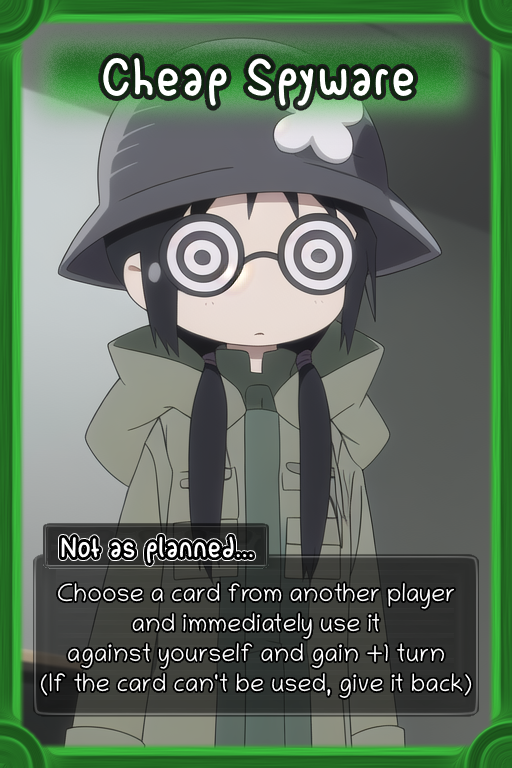 Cheap Spyware
Not as planned...
Choose a card from another player
and immediately use it
against yourself and gain +1 turn
(If the card can't be used, give it back)